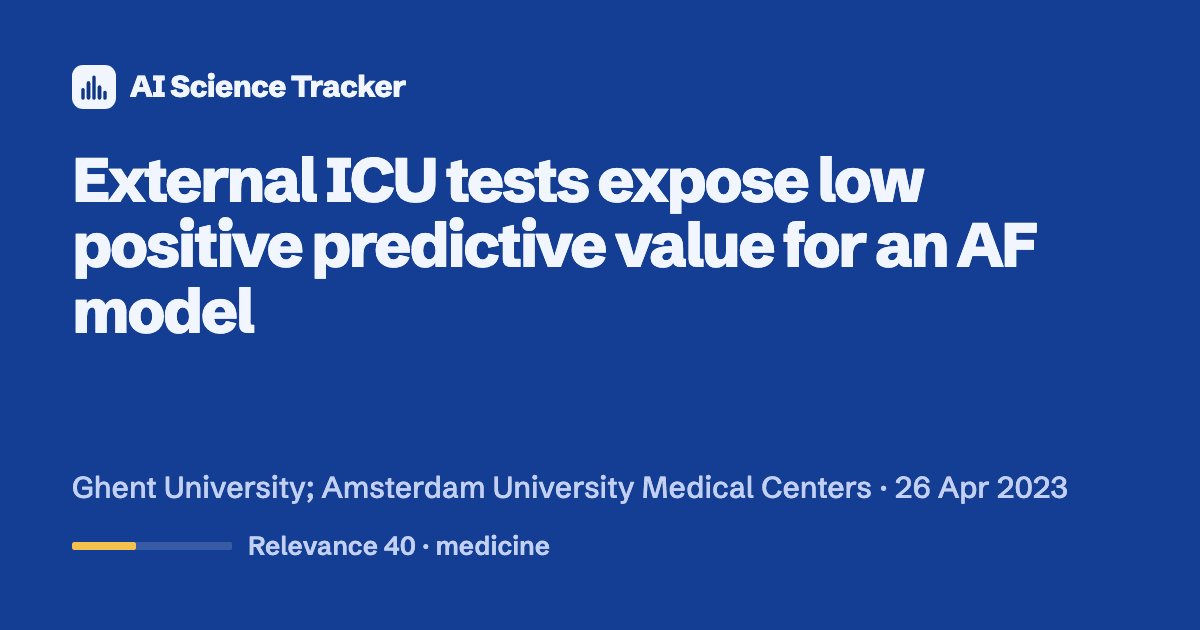 AI Science Tracker
External ICU tests expose low
positive predictive value for an AF
model
Ghent University; Amsterdam University Medical Centers · 26 Apr 2023
Relevance 40 · medicine